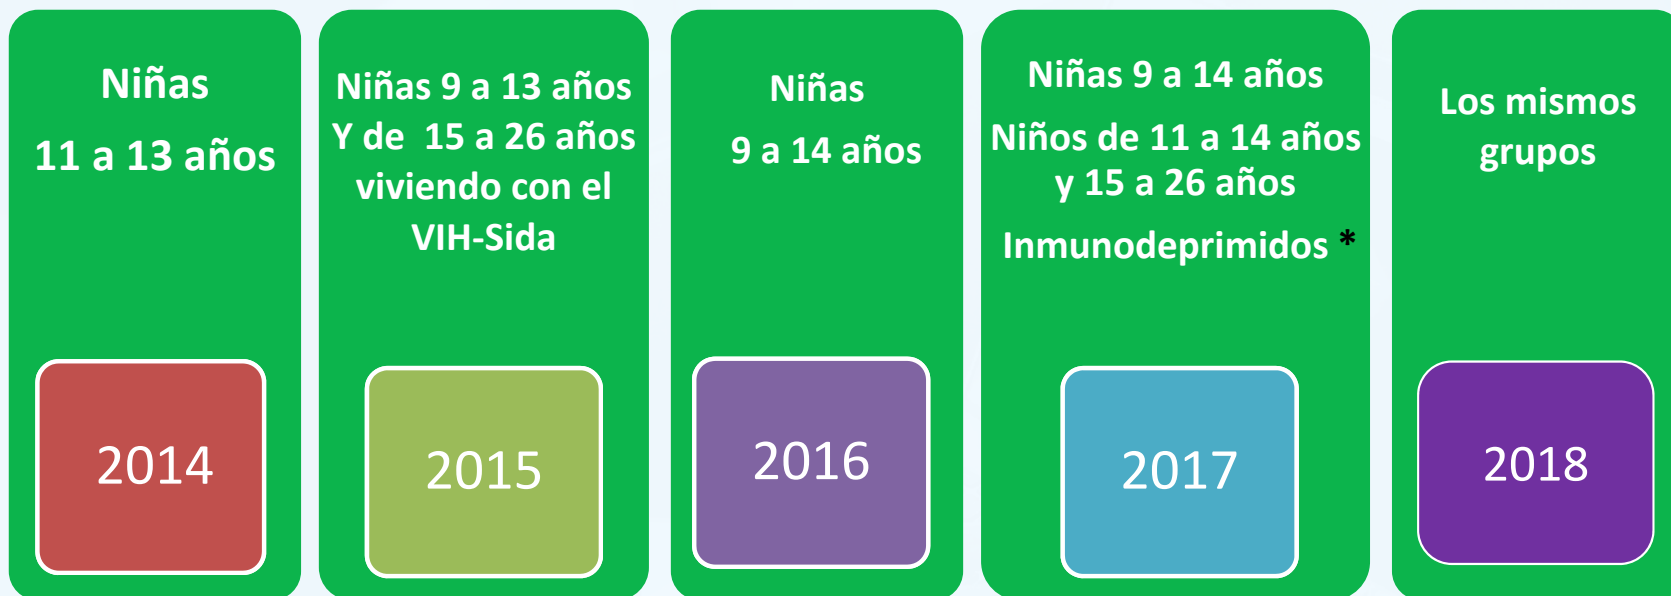 Niñas
11 a 13 años
2014
Niñas 9 a 13 años
Y de 15 a 26 años
viviendo con el
VIH-Sida
2015
Niñas
9 a 14 años
2016
Niñas 9 a 14 años
Niños de 11 a 14 años
y 15 a 26 años
Inmunodeprimidos *
2017
Los mismos
grupos
2018